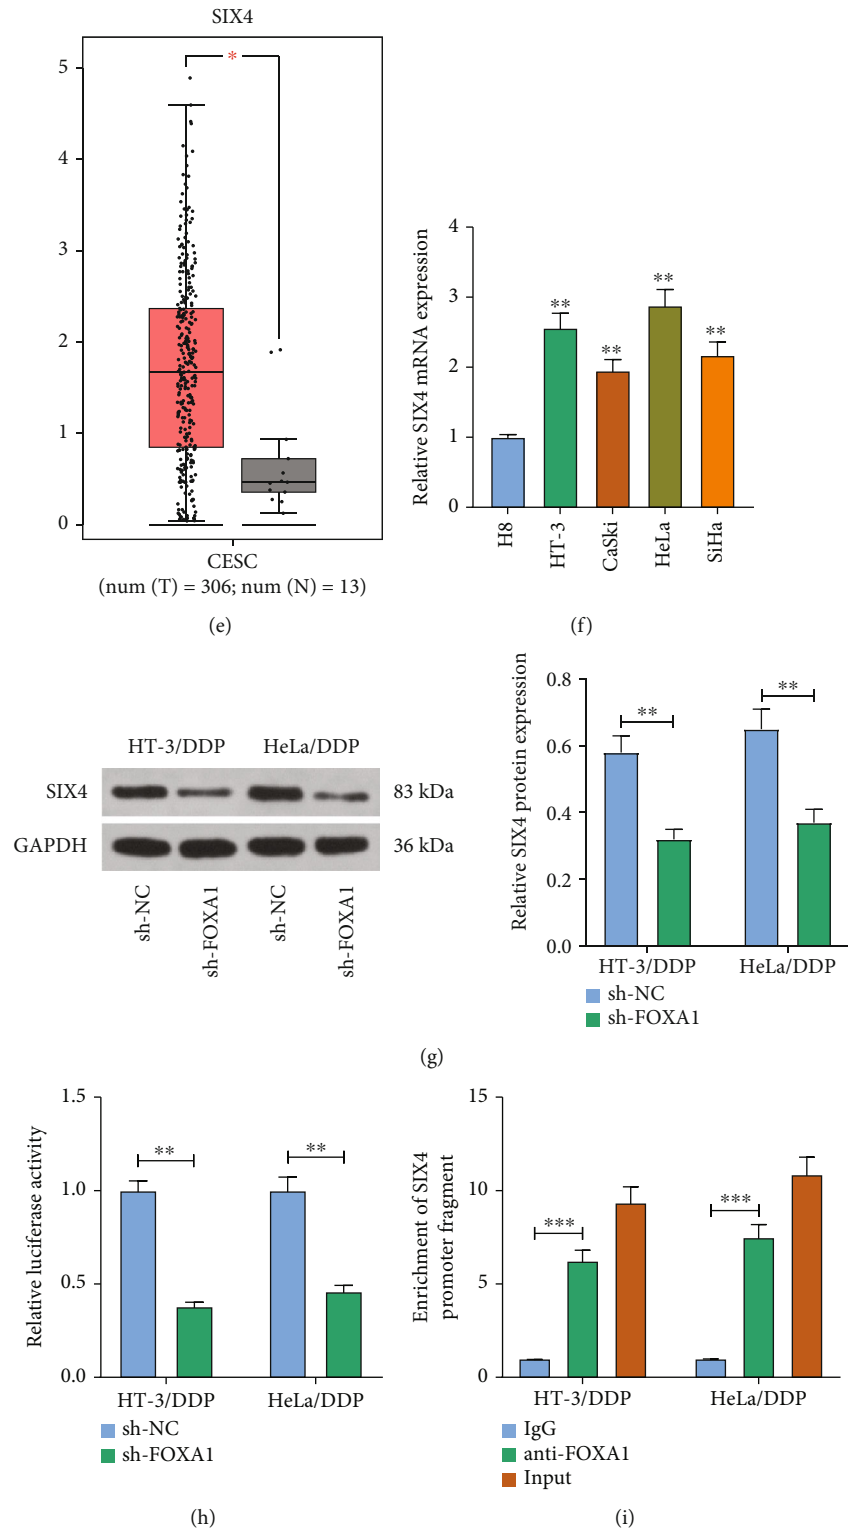 SIX4
*
5
4
3
2
1
0
CESC
(num (T) = 306; num (N) = 13)
(e)
Relative SIX4 mRNA expression
4
3
2
1
0
**
**
**
**
H8
HT-3
CaSki
HeLa
SiHa
(f)
HT-3/DDP HeLa/DDP
SIX4 83 kDa
GAPDH 36 kDa
sh-NC
sh-FOXA1
sh-NC
sh-FOXA1
Relative SIX4 protein expression
0.8
0.6
0.4
0.2
0.0
**
**
HT-3/DDP HeLa/DDP
sh-NC
sh-FOXA1
(g)
Relative luciferase activity
1.5
1.0
0.5
0.0
**
**
HT-3/DDP HeLa/DDP
sh-NC
sh-FOXA1
(h)
Enrichment of SIX4
promoter fragment
15
10
5
0
***
***
HT-3/DDP HeLa/DDP
IgG
anti-FOXA1
Input
(i)